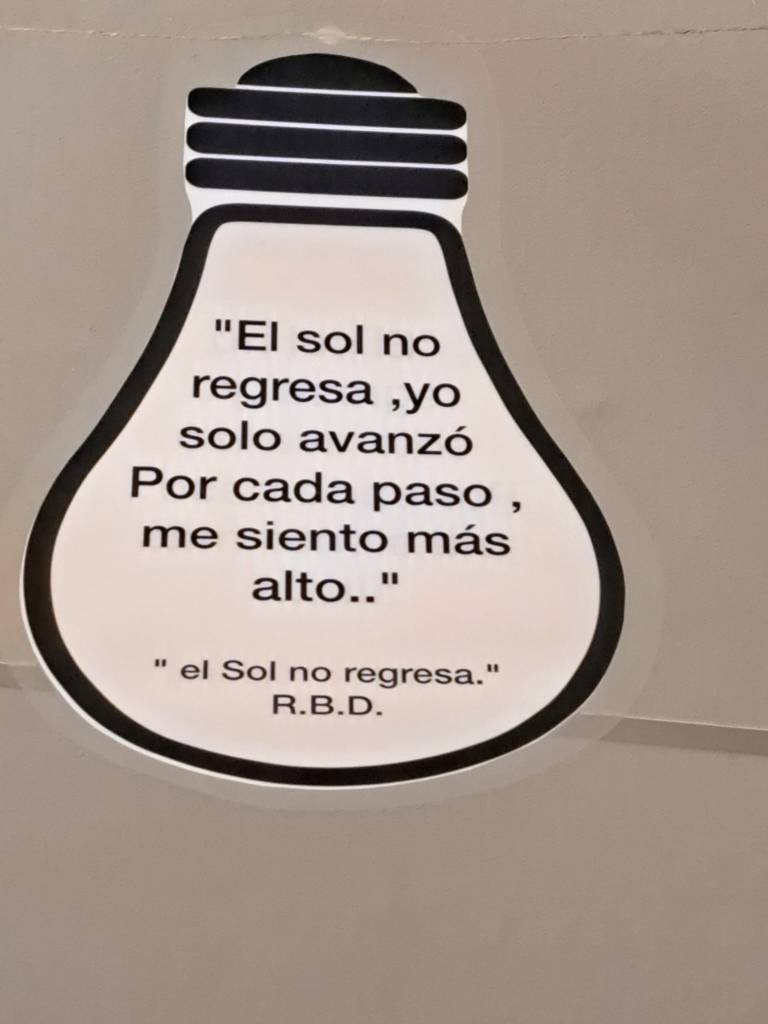 "El sol no
regresa ,yo
solo avanzó
Por cada paso ,
me siento más
alto.."
" el Sol no regresa."
R.B.D.